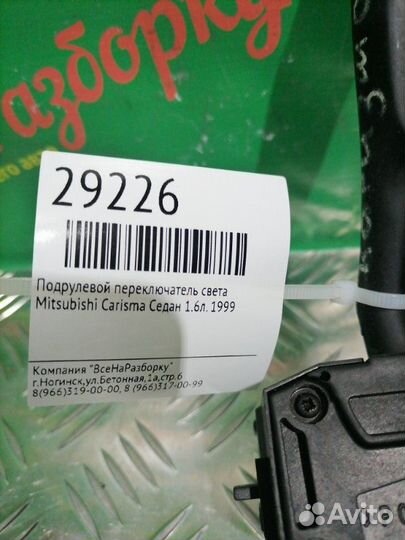 азборку
29226
Подрулевой переключатель света
Mitsubishi Carisma Седан 1.6л. 1999
Компания "ВсеНаРазборку"
г.Ногинск,ул.Бетонная,1а,стр.6
8(966)319-00-00, 8 (966)317-00-99
Avito